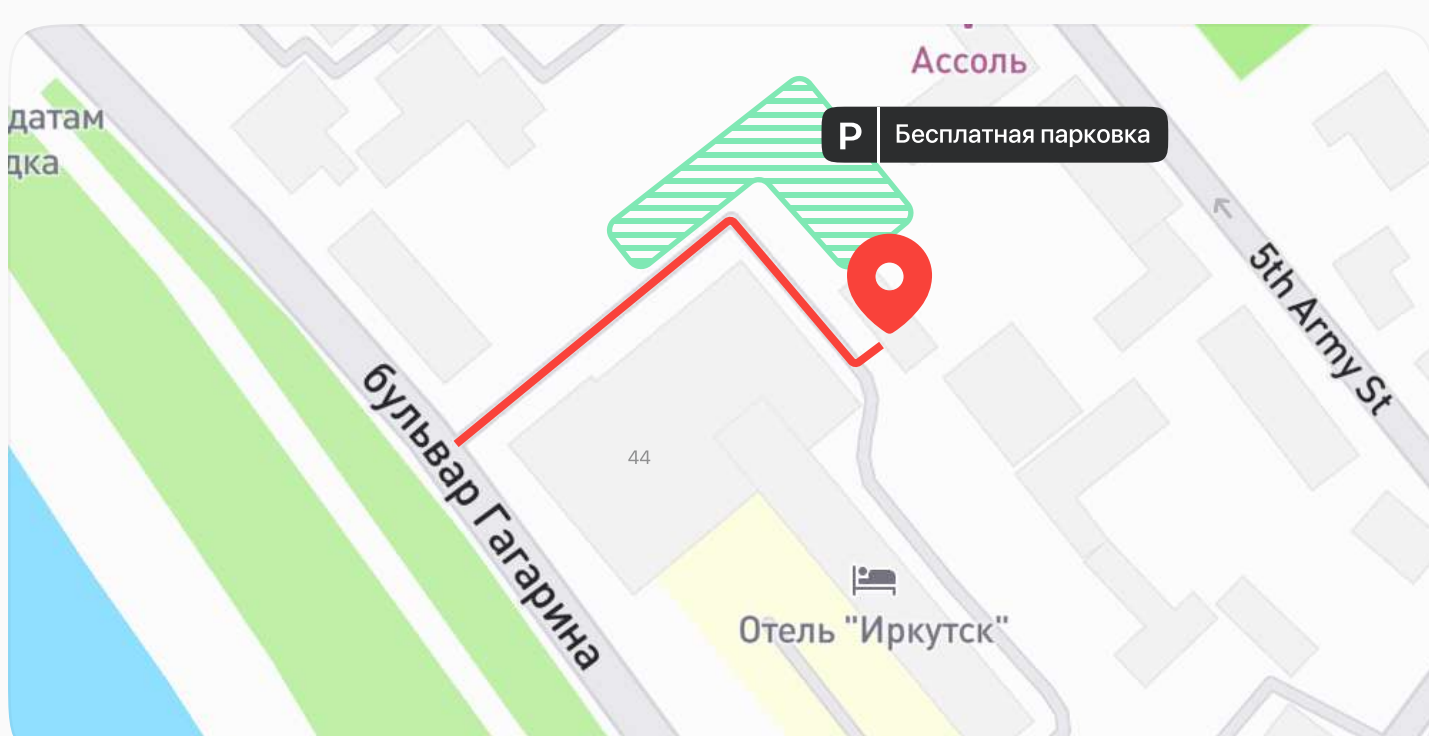 Ассоль
датам
дка
P Бесплатная парковка
5th Army St
бульвар Гагарина
44
Отель "Иркутск"